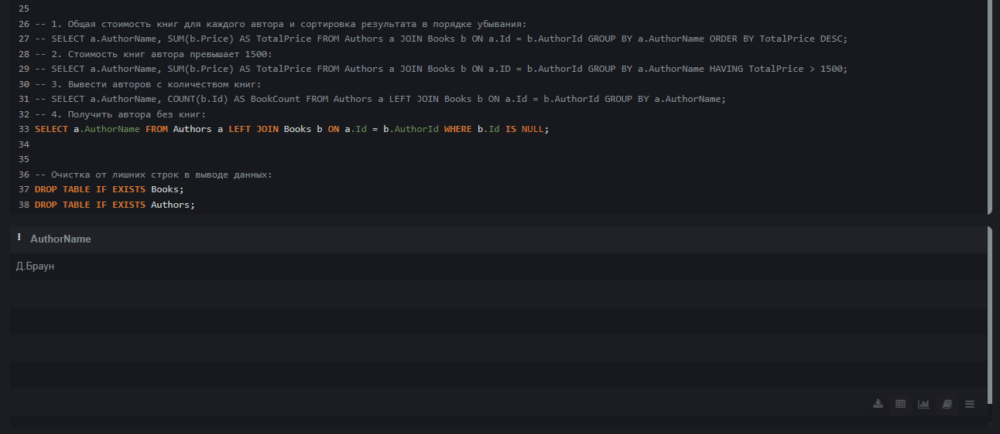 25
26 -- 1. Общая стоимость книг для каждого автора и сортировка результата в порядке убывания:
27 -- SELECT a.AuthorName, SUM(b.Price) AS TotalPrice FROM Authors a JOIN Books b ON a.Id = b.AuthorId GROUP BY a.AuthorName ORDER BY TotalPrice DESC;
28 -- 2. Стоимость книг автора превышает 1500:
29 -- SELECT a.AuthorName, SUM(b.Price) AS TotalPrice FROM Authors a JOIN Books b ON a.ID = b.AuthorId GROUP BY a.AuthorName HAVING TotalPrice > 1500;
30 -- 3. Вывести авторов с количеством книг:
31 -- SELECT a.AuthorName, COUNT(b.Id) AS BookCount FROM Authors a LEFT JOIN Books b ON a.Id = b.AuthorId GROUP BY a.AuthorName;
32 -- 4. Получить автора без книг:
33 SELECT a.AuthorName FROM Authors a LEFT JOIN Books b ON a.Id = b.AuthorId WHERE b.Id IS NULL;
34
35
36 -- Очистка от лишних строк в выводе данных:
37 DROP TABLE IF EXISTS Books;
38 DROP TABLE IF EXISTS Authors;
AuthorName
Д.Браун